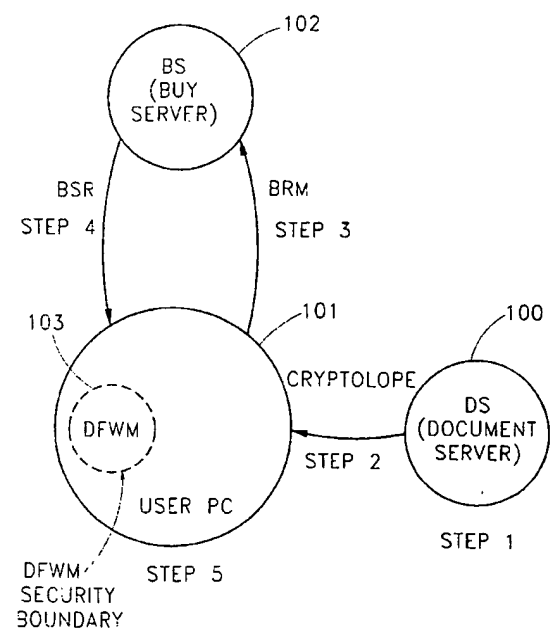 102
BS
(BUY
SERVER)
BSR
BRM
STEP 4
STEP 3
103
101
100
CRYPTOLOPE
DFWM
DS
(DOCUMENT
SERVER)
STEP 2
USER PC
STEP 1
DFWM
SECURITY
BOUNDARY
STEP 5